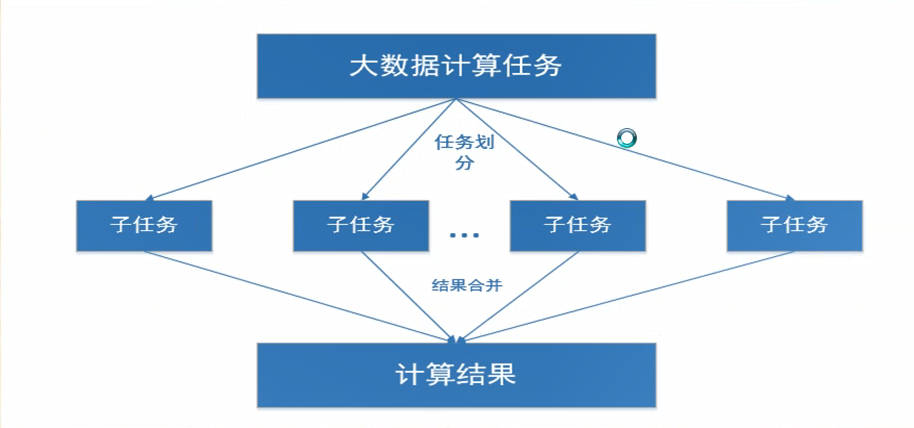 大数据计算任务
任务划
分
子任务 子任务 ... 子任务 子任务
结果合并
计算结果